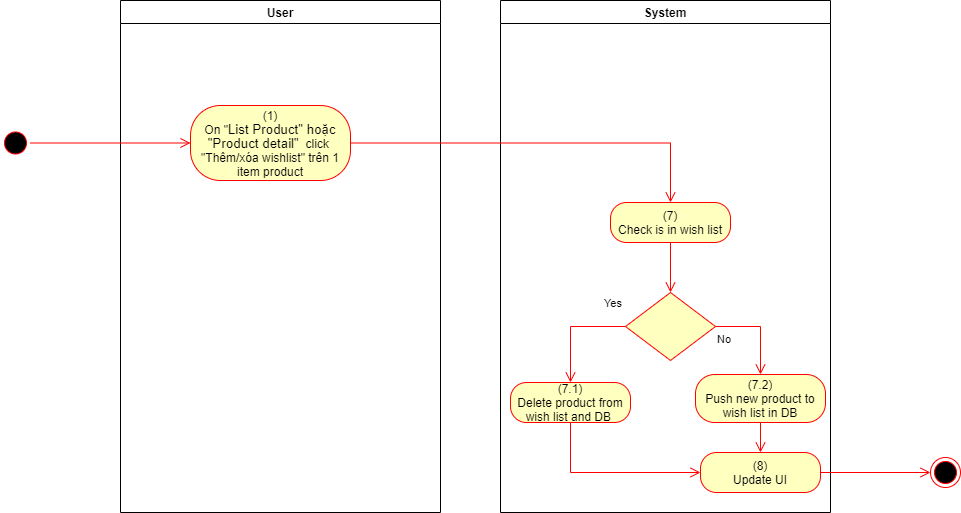 User
System
(1)
On "List Product" hoặc
"Product detail" click
"Thêm/xóa wishlist" trên 1
item product
(7)
Check is in wish list
Yes
No
(7.1)
Delete product from
wish list and DB
(7.2)
Push new product to
wish list in DB
(8)
Update UI